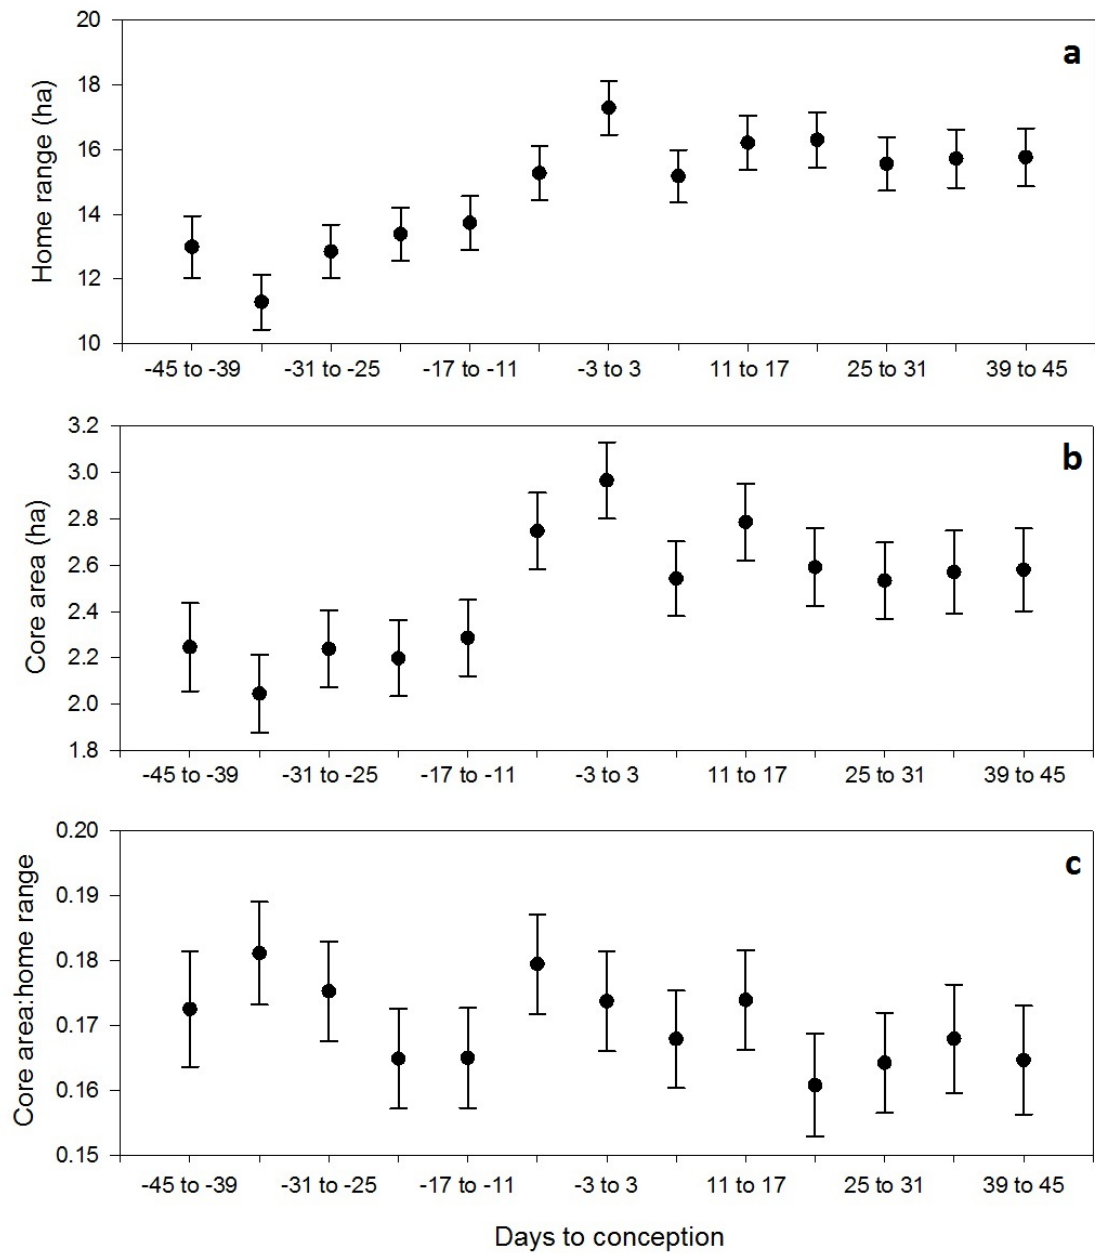 20
a
18
16
14
12
10
Home range (ha)
-45 to -39 -31 to -25 -17 to -11 -3 to 3 11 to 17 25 to 31 39 to 45
3.2
b
3.0
2.8
2.6
2.4
2.2
2.0
1.8
Core area (ha)
-45 to -39 -31 to -25 -17 to -11 -3 to 3 11 to 17 25 to 31 39 to 45
0.20
c
0.19
0.18
0.17
0.16
0.15
Core area:home range
-45 to -39 -31 to -25 -17 to -11 -3 to 3 11 to 17 25 to 31 39 to 45
Days to conception